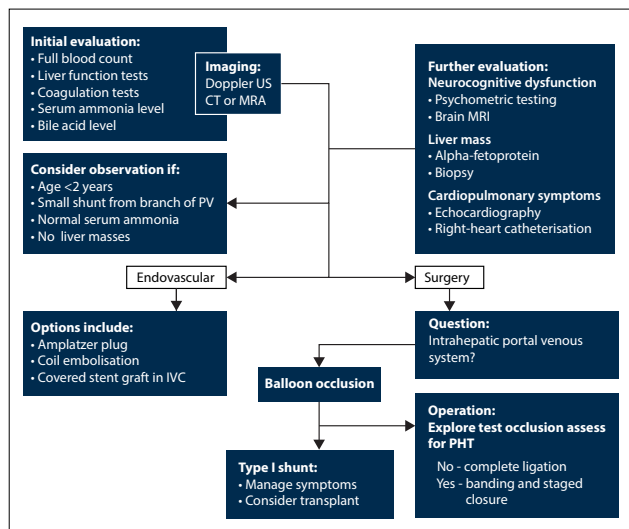 Initial evaluation:
• Full blood count
• Liver function tests
• Coagulation tests
• Serum ammonia level
• Bile acid level
Imaging:
Doppler US
CT or MRA
Further evaluation:
Neurocognitive dysfunction
• Psychometric testing
• Brain MRI
Liver mass
• Alpha-fetoprotein
• Biopsy
Cardiopulmonary symptoms
• Echocardiography
• Right-heart catheterisation
Consider observation if:
• Age <2 years
• Small shunt from branch of PV
• Normal serum ammonia
• No liver masses
Endovascular
Surgery
Options include:
• Amplatzer plug
• Coil embolisation
• Covered stent graft in IVC
Question:
Intrahepatic portal venous
system?
Balloon occlusion
Operation:
Explore test occlusion assess
for PHT
No - complete ligation
Yes - banding and staged
closure
Type I shunt:
• Manage symptoms
• Consider transplant